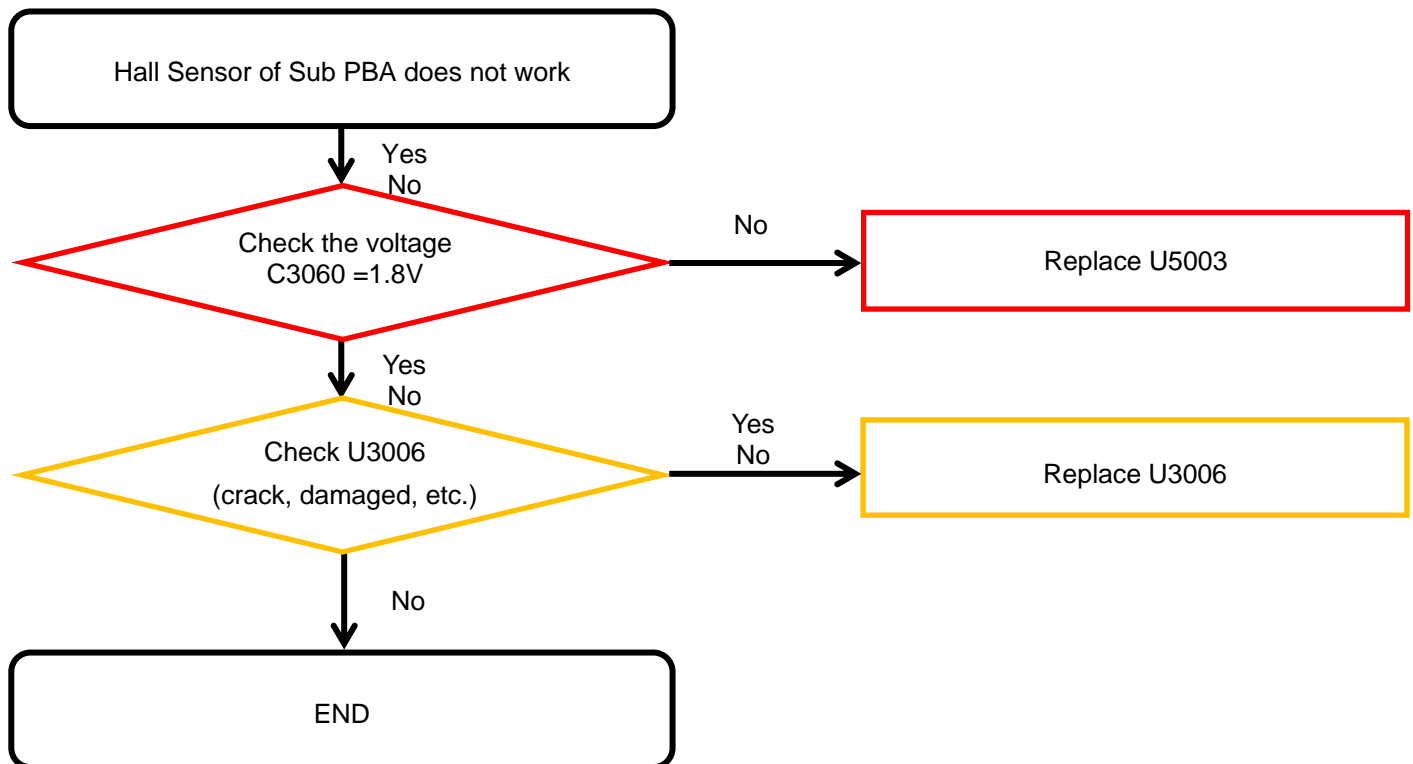 Hall Sensor of Sub PBA does not work
Yes
No
Check the voltage
C3060 =1.8V
No
Replace U5003
Yes
No
Check U3006
(crack, damaged, etc.)
Yes
No
Replace U3006
No
END